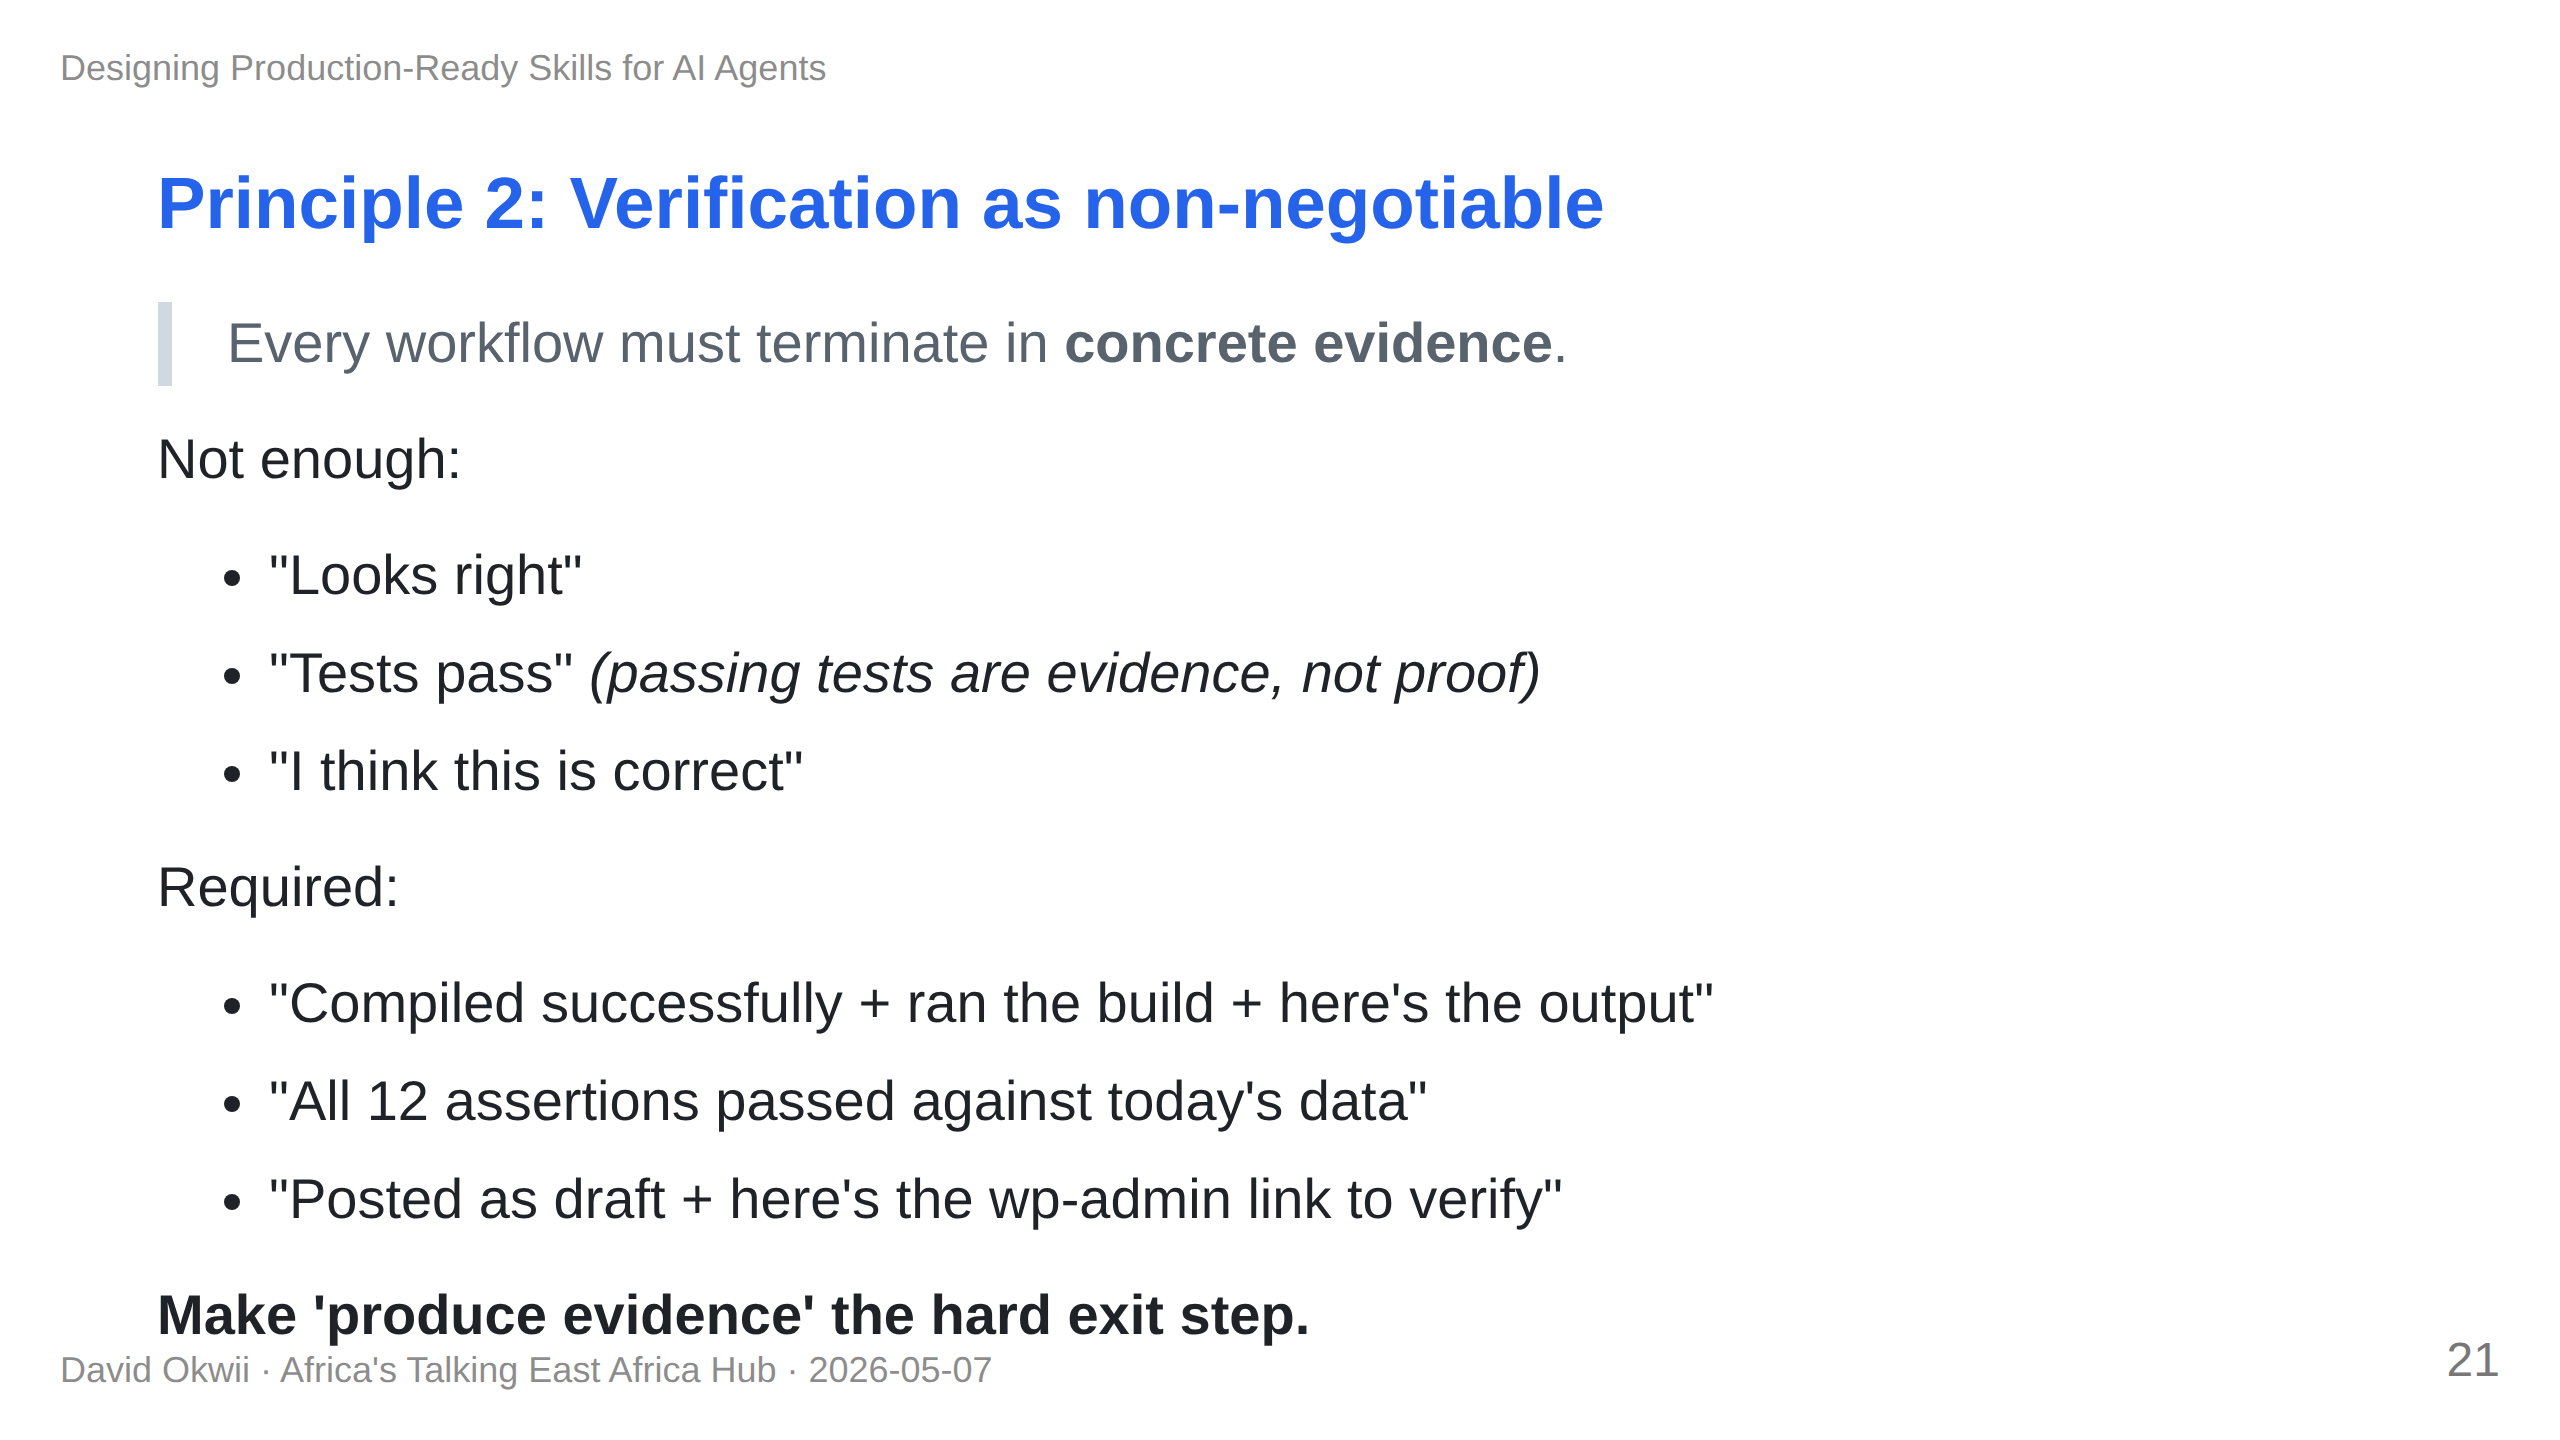 Designing Production-Ready Skills for AI Agents
Principle 2: Verification as non-negotiable
Every workflow must terminate in concrete evidence.
Not enough:
• "Looks right"
• "Tests pass" (passing tests are evidence, not proof)
• "I think this is correct"
Required:
• "Compiled successfully + ran the build + here's the output"
• "All 12 assertions passed against today's data"
• "Posted as draft + here's the wp-admin link to verify"
Make 'produce evidence' the hard exit step.
David Okwii · Africa's Talking East Africa Hub · 2026-05-07
21